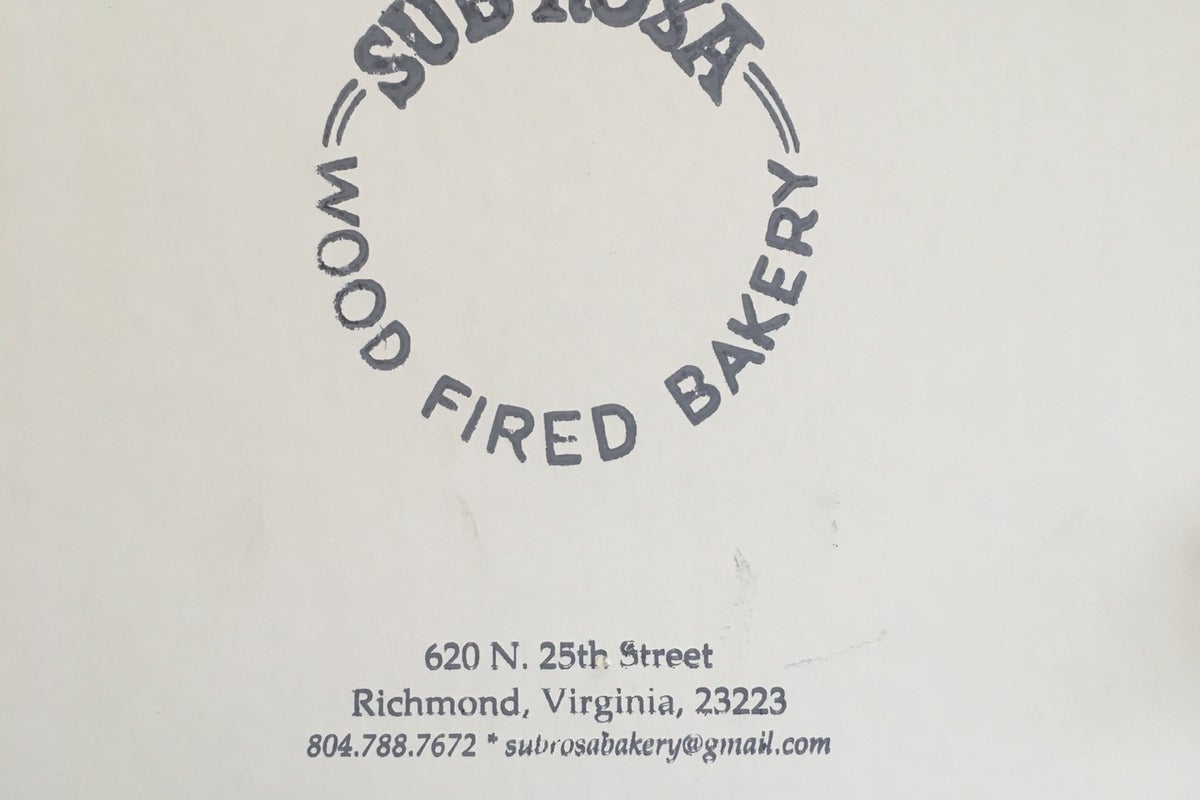 SUB ROSA
WOOD FIRED BAKERY
620 N. 25th Street
Richmond, Virginia, 23223
804.788.7672 * subrosabakery@gmail.com